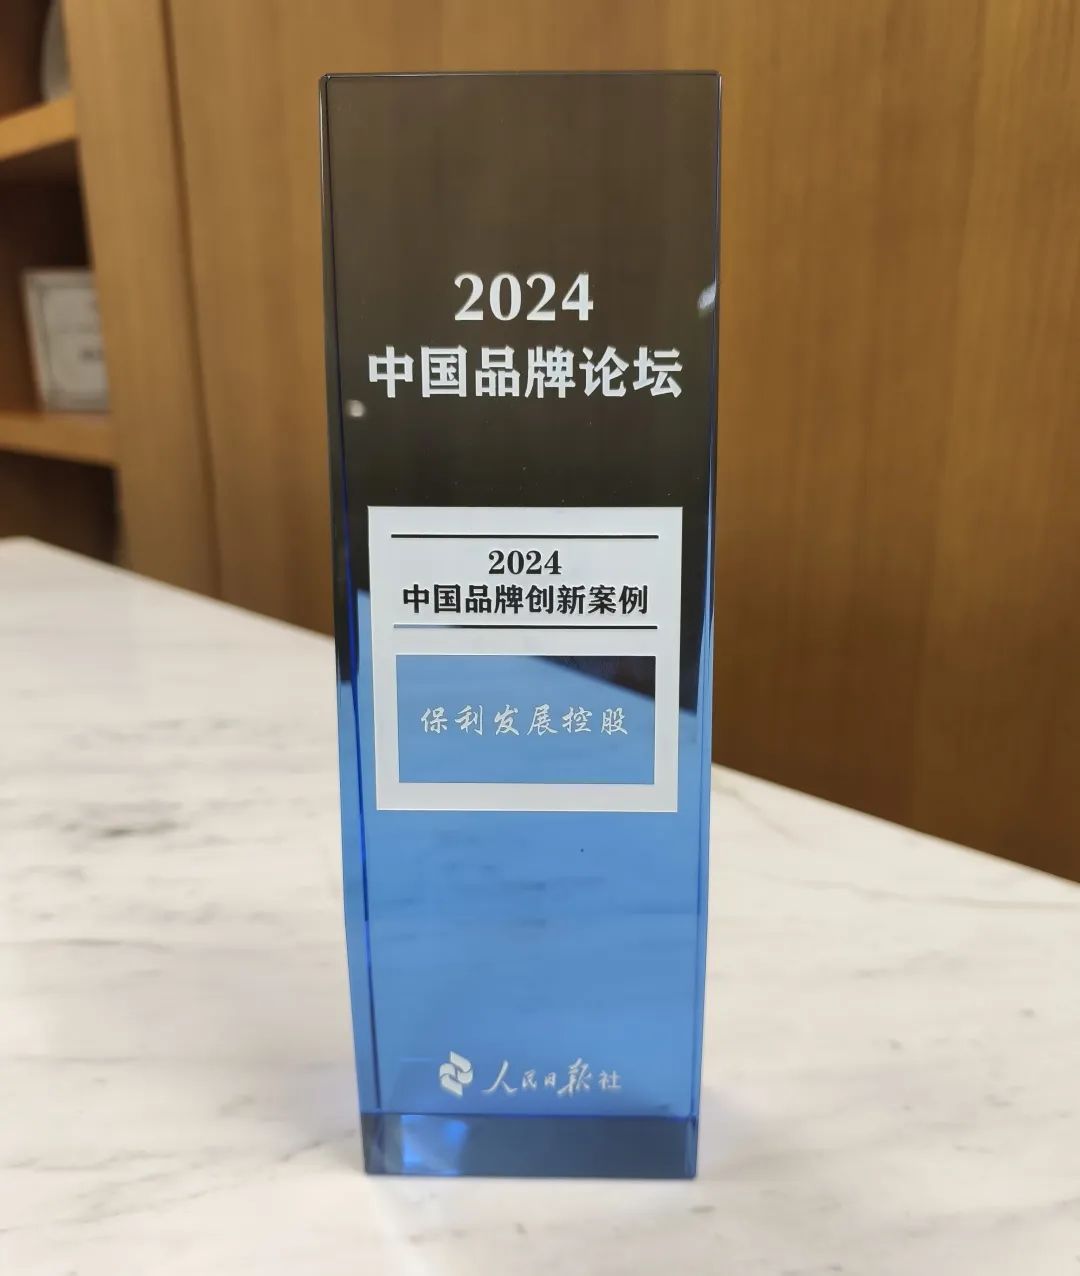 2024
中国品牌论坛
2024
中国品牌创新案例
保利发展控股
人民日报社